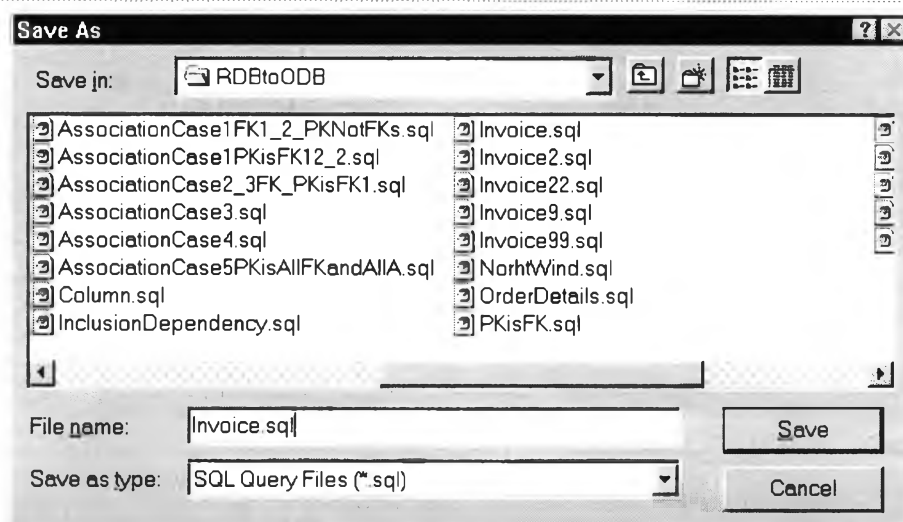 Save As
Save in:
RDBtoODB
AssociationCase1FK1_2_PKNotFKs.sql
AssociationCase1PKisFK12_2.sql
AssociationCase2_3FK_PKisFK1.sql
AssociationCase3.sql
AssociationCase4.sql
AssociationCase5PKisAllFKandAllA.sql
Column.sql
InclusionDependency.sql
Invoice.sql
Invoice2.sql
Invoice22.sql
Invoice9.sql
Invoice99.sql
NorhtWind.sql
OrderDetails.sql
PKisFK.sql
File name:
Invoice.sql
Save
Save as type:
SQL Query Files (*.sql)
Cancel